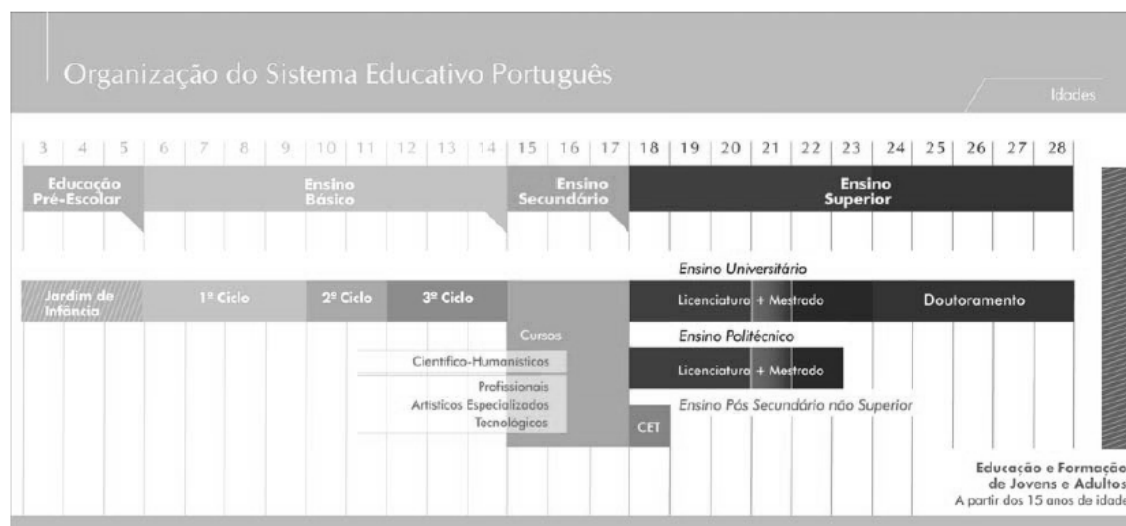 Organização do Sistema Educativo Português
Idades
3 4 5 6 7 8 9 10 11 12 13 14 15 16 17 18 19 20 21 22 23 24 25 26 27 28
Educação
Pré-Escolar
Ensino
Básico
Ensino
Secundário
Ensino
Superior
Ensino Universitário
Jardim de
Infância
1º Ciclo
2º Ciclo
3º Ciclo
Licenciatura + Mestrado
Doutoramento
Cursos
Ensino Politécnico
Científico-Humanísticos
Licenciatura + Mestrado
Profissionais
Artísticos Especializados
Tecnológicos
Ensino Pós Secundário não Superior
CET
Educação e Formação
de Jovens e Adultos
A partir dos 15 anos de idade